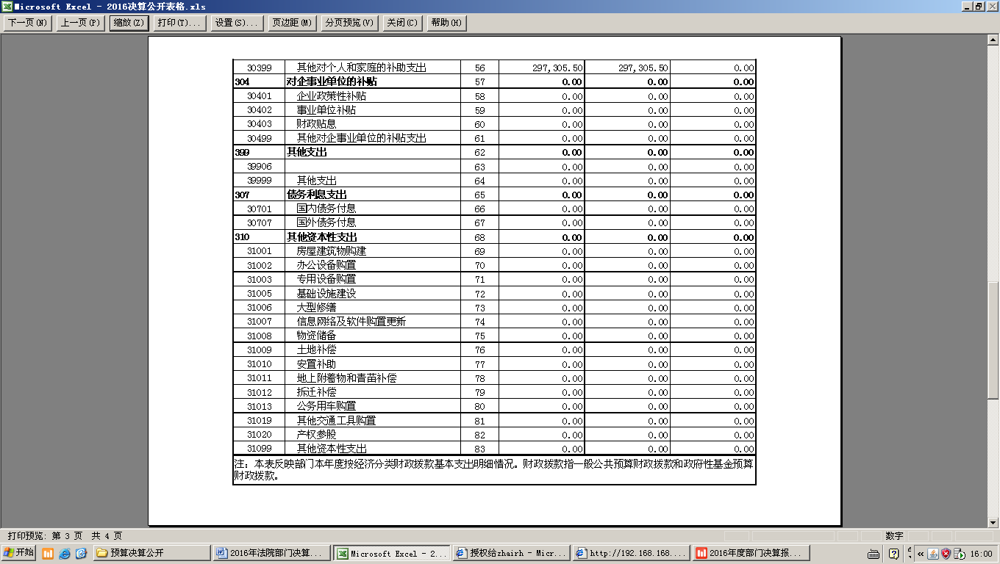 Microsoft Excel - 2016决算公开表格.xls
下一页(N) 上一页(P) 缩放(Z) 打印(T)... 设置(S)... 页边距(M) 分页预览(V) 关闭(C) 帮助(H)
30399 其他对个人和家庭的补助支出 56 297,305.50 297,305.50 0.00
304 对企事业单位的补贴 57 0.00 0.00 0.00
30401 企业政策性补贴 58 0.00 0.00 0.00
30402 事业单位补贴 59 0.00 0.00 0.00
30403 财政贴息 60 0.00 0.00 0.00
30499 其他对企事业单位的补贴支出 61 0.00 0.00 0.00
399 其他支出 62 0.00 0.00 0.00
39906 63 0.00 0.00 0.00
39999 其他支出 64 0.00 0.00 0.00
307 债务利息支出 65 0.00 0.00 0.00
30701 国内债务付息 66 0.00 0.00 0.00
30707 国外债务付息 67 0.00 0.00 0.00
310 其他资本性支出 68 0.00 0.00 0.00
31001 房屋建筑物购建 69 0.00 0.00 0.00
31002 办公设备购置 70 0.00 0.00 0.00
31003 专用设备购置 71 0.00 0.00 0.00
31005 基础设施建设 72 0.00 0.00 0.00
31006 大型修缮 73 0.00 0.00 0.00
31007 信息网络及软件购置更新 74 0.00 0.00 0.00
31008 物资储备 75 0.00 0.00 0.00
31009 土地补偿 76 0.00 0.00 0.00
31010 安置补助 77 0.00 0.00 0.00
31011 地上附着物和青苗补偿 78 0.00 0.00 0.00
31012 拆迁补偿 79 0.00 0.00 0.00
31013 公务用车购置 80 0.00 0.00 0.00
31019 其他交通工具购置 81 0.00 0.00 0.00
31020 产权参股 82 0.00 0.00 0.00
31099 其他资本性支出 83 0.00 0.00 0.00
注：本表反映部门本年度按经济分类财政拨款基本支出明细情况。财政拨款指一般公共预算财政拨款和政府性基金预算
财政拨款。
打印预览: 第 3 页 共 4 页 数字
开始 预算决算公开 2016年法院部门决算... Microsoft Excel - 2... 授权给zhairh - Micr... http://192.168.168.... 2016年度部门决算报... 16:00